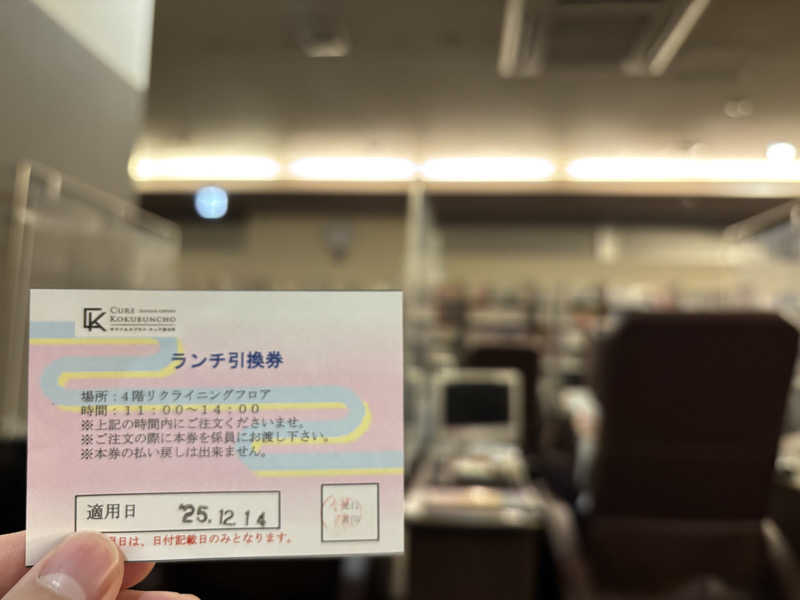 CURE
KOKUBUNCHO
ランチ引換券
場所：4階リクライニングフロア
時間：11：00～14：00
※上記の時間内にご注文くださいませ。
※ご注文の際に本券を係員にお渡し下さい。
※本券の払い戻しは出来ません。
適用日 '25.12.14
用日は、日付記載日のみとなります。